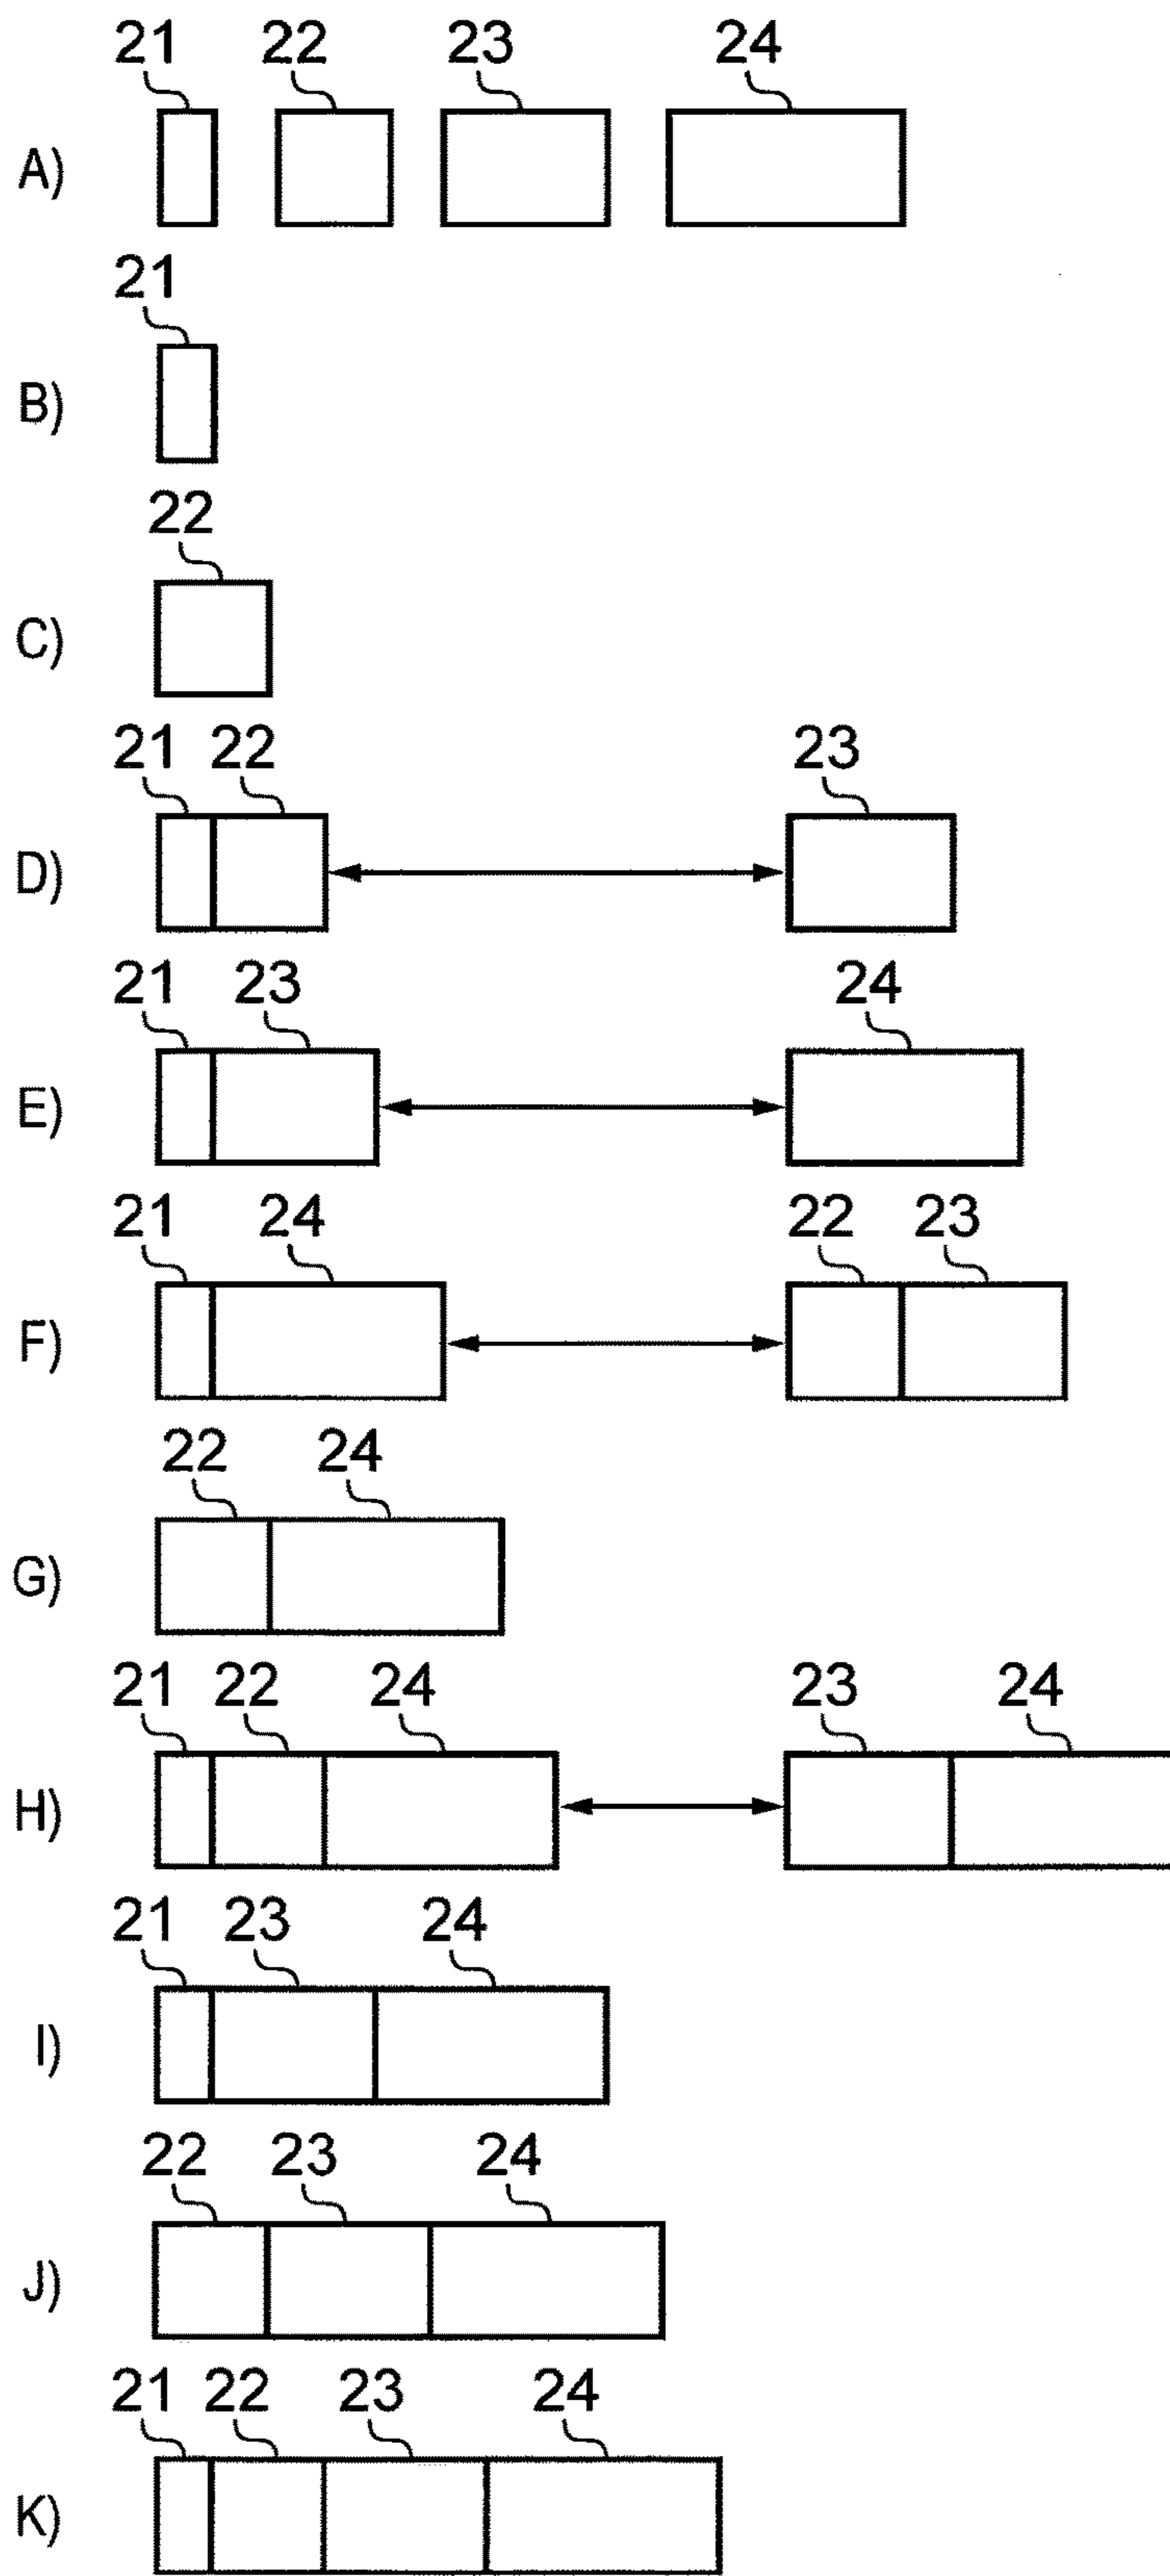 21 22 23 24
A)
21
B)
22
C)
21 22 23
D)
21 23 24
E)
21 24 22 23
F)
22 24
G)
21 22 24 23 24
H)
21 23 24
I)
22 23 24
J)
21 22 23 24
K)